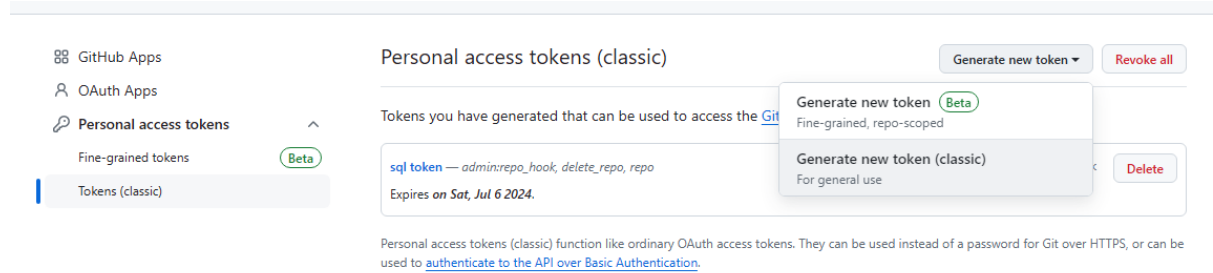 GitHub Apps
OAuth Apps
Personal access tokens
Fine-grained tokens Beta
Tokens (classic)
Personal access tokens (classic)
Generate new token Revoke all
Generate new token Beta
Fine-grained, repo-scoped
Generate new token (classic)
For general use
Tokens you have generated that can be used to access the Git
sql token — admin:repo_hook, delete_repo, repo
Delete
Expires on Sat, Jul 6 2024.
Personal access tokens (classic) function like ordinary OAuth access tokens. They can be used instead of a password for Git over HTTPS, or can be
used to authenticate to the API over Basic Authentication.